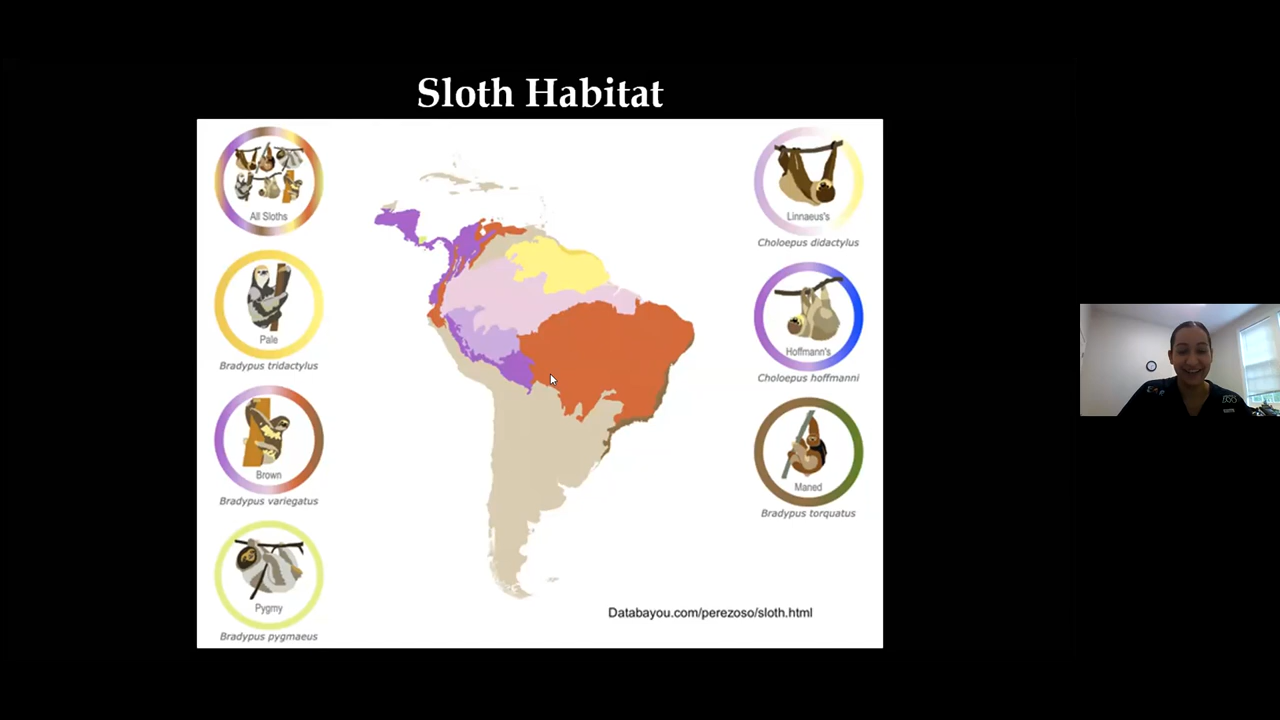 Sloth Habitat
All Sloths
Pale
Bradypus tridactylus
Brown
Bradypus variegatus
Pygmy
Bradypus pygmaeus
Linnaeus's
Choloepus didactylus
Hoffmann's
Choloepus hoffmanni
Maned
Bradypus torquatus
Databayou.com/perezoso/sloth.html